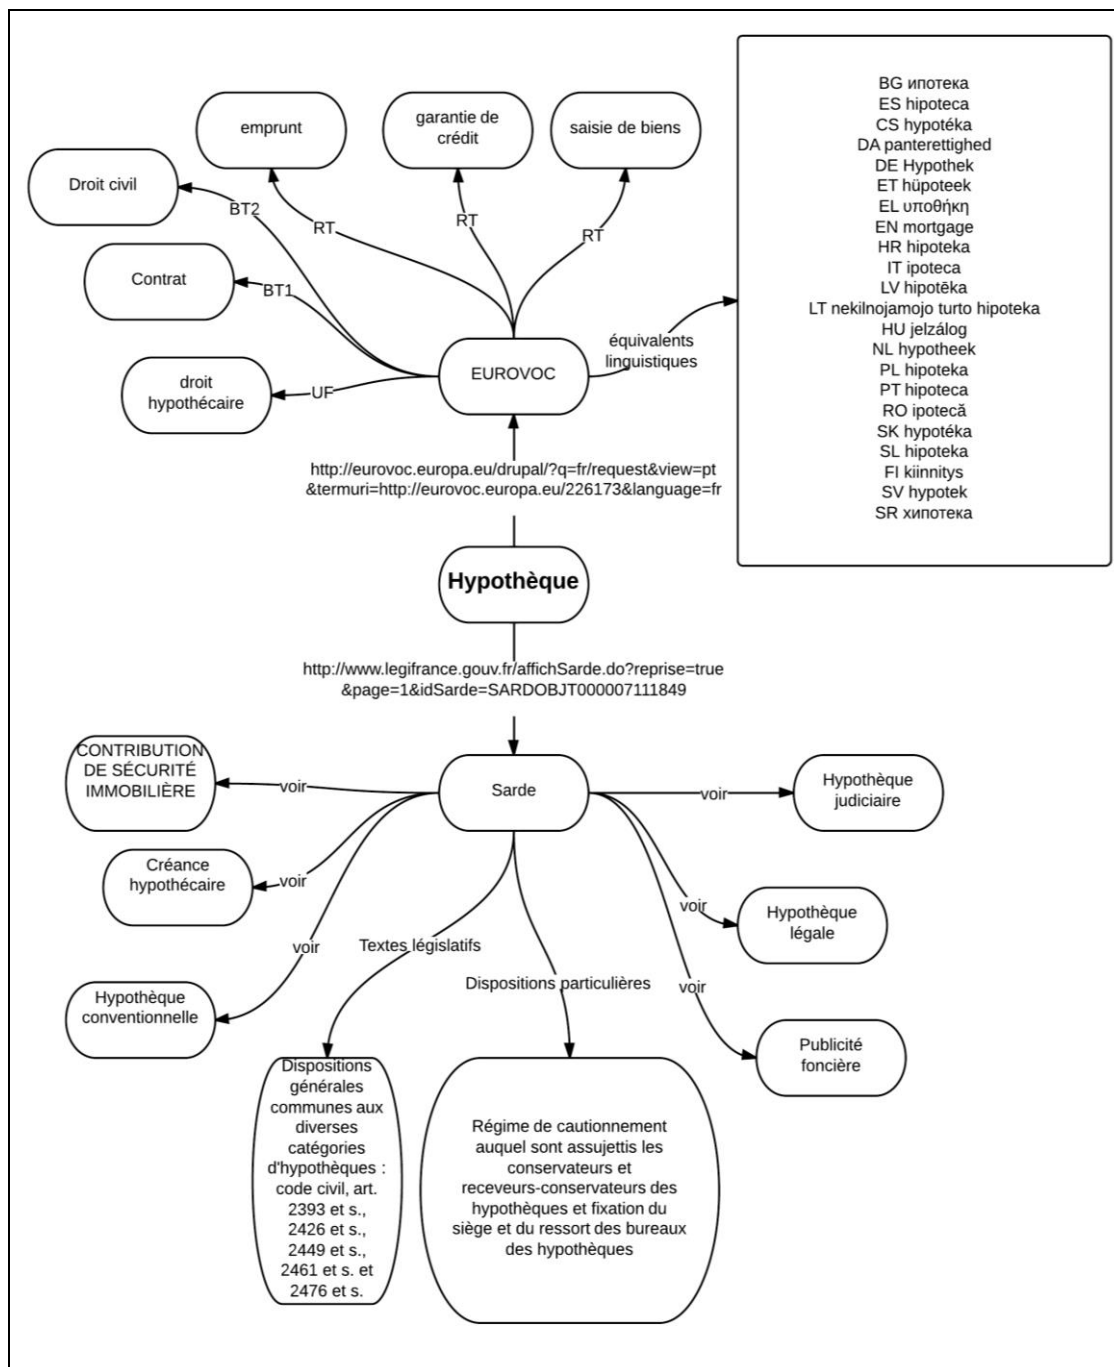 BG ипотека
ES hipoteca
CS hypotéka
DA panterettighed
DE Hypothek
ET hüpoteek
EL υποθήκη
EN mortgage
HR hipoteka
IT ipoteca
LV hipotēka
LT nekilnojamojo turto hipoteka
HU jelzálog
NL hypotheek
PL hipoteka
PT hipoteca
RO ipotecă
SK hypotéka
SL hipoteka
FI kiinnitys
SV hypotek
SR хипотека
emprunt
garantie de
crédit
saisie de biens
Droit civil
BT2
RT
RT
RT
Contrat
BT1
droit
hypothécaire
UF
EUROVOC
équivalents
linguistiques
http://eurovoc.europa.eu/drupal/?q=fr/request&view=pt
&termuri=http://eurovoc.europa.eu/226173&language=fr
Hypothèque
http://www.legifrance.gouv.fr/affichSarde.do?reprise=true
&page=1&idSarde=SARDOBJT000007111849
CONTRIBUTION
DE SÉCURITÉ
IMMOBILIÈRE
voir
Sarde
voir
Hypothèque
judiciaire
Créance
hypothécaire
voir
voir
Hypothèque
légale
voir
Textes législatifs
Dispositions particulières
voir
Hypothèque
conventionnelle
Publicité
foncière
Dispositions
générales
communes aux
diverses
catégories
d'hypothèques :
code civil, art.
2393 et s.,
2426 et s.,
2449 et s.,
2461 et s. et
2476 et s.
Régime de cautionnement
auquel sont assujettis les
conservateurs et
receveurs-conservateurs des
hypothèques et fixation du
siège et du ressort des bureaux
des hypothèques